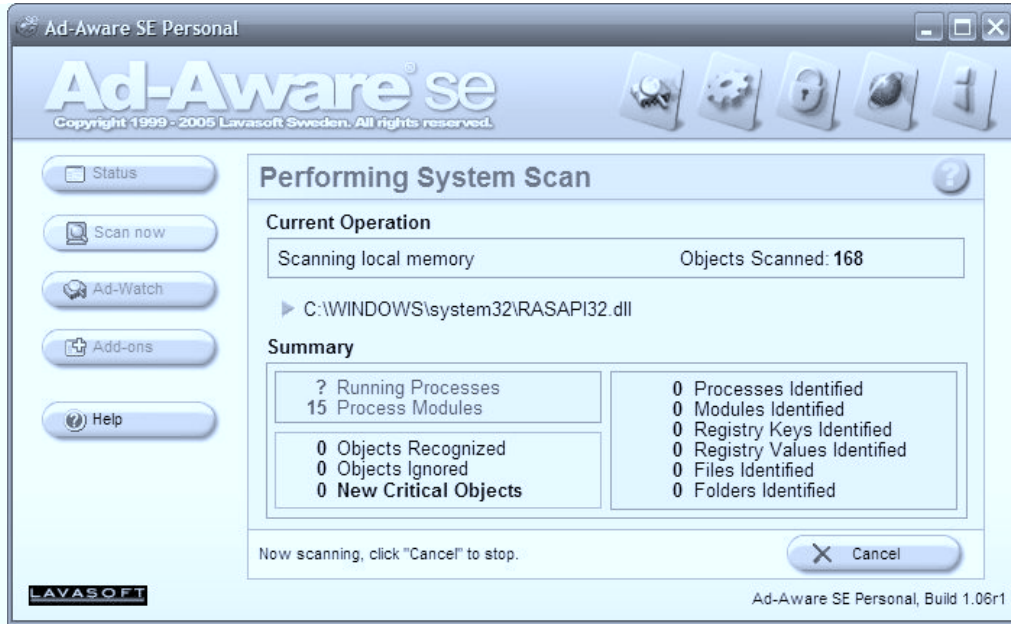 Ad-Aware SE Personal
Ad-Aware® se
Copyright 1999 - 2005 Lavasoft Sweden. All rights reserved.
Status
Scan now
Ad-Watch
Add-ons
Help
Performing System Scan
?
Current Operation
Scanning local memory Objects Scanned: 168
C:\WINDOWS\system32\RASAPI32.dll
Summary
? Running Processes
15 Process Modules
0 Objects Recognized
0 Objects Ignored
0 New Critical Objects
0 Processes Identified
0 Modules Identified
0 Registry Keys Identified
0 Registry Values Identified
0 Files Identified
0 Folders Identified
Now scanning, click "Cancel" to stop.
Cancel
LAVASOFT
Ad-Aware SE Personal, Build 1.06r1